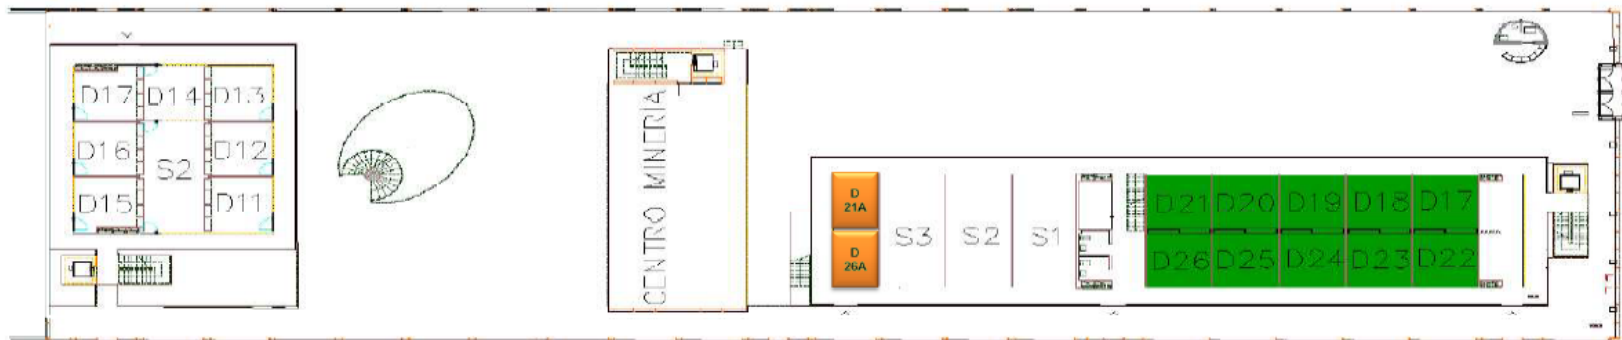 D17 D14 D13
D16 S2 D12
D15 D11
CENTRO MINERIA
D
21A
D
26A
S3 S2 S1
D21 D20 D19 D18 D17
D26 D25 D24 D23 D22